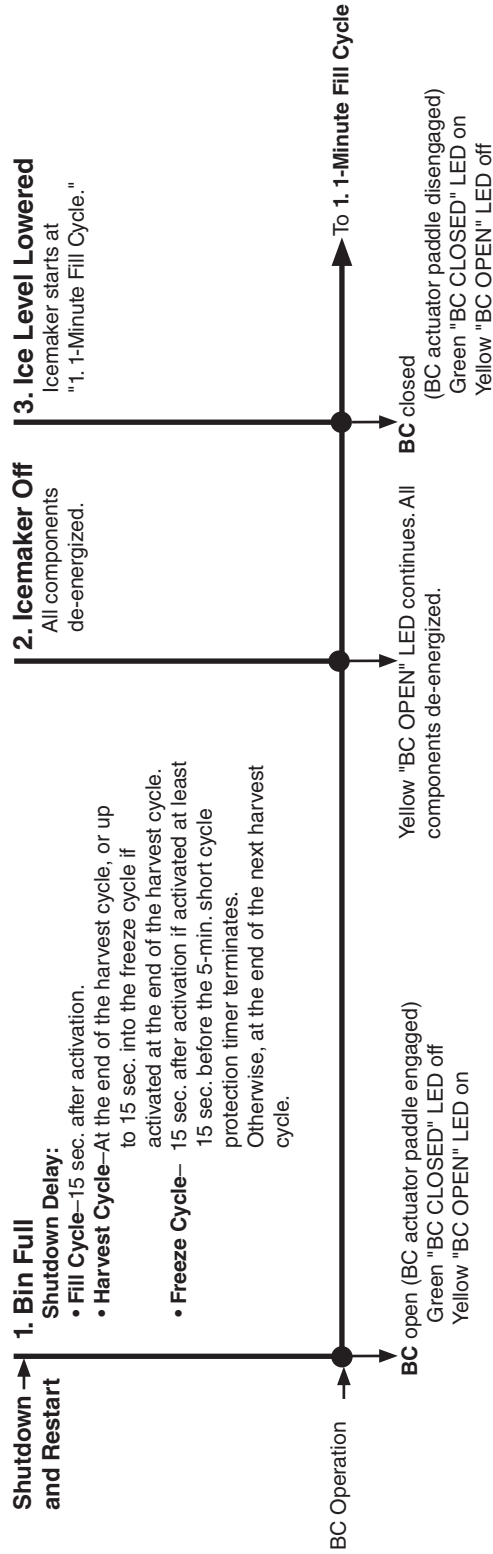 Shutdown
and Restart
1. Bin Full
Shutdown Delay:
• Fill Cycle–15 sec. after activation.
• Harvest Cycle–At the end of the harvest cycle, or up
to 15 sec. into the freeze cycle if
activated at the end of the harvest cycle.
• Freeze Cycle– 15 sec. after activation if activated at least
15 sec. before the 5-min. short cycle
protection timer terminates.
Otherwise, at the end of the next harvest
cycle.
2. Icemaker Off
All components
de-energized.
3. Ice Level Lowered
Icemaker starts at
"1. 1-Minute Fill Cycle."
BC Operation
To 1. 1-Minute Fill Cycle
BC open (BC actuator paddle engaged)
Green "BC CLOSED" LED off
Yellow "BC OPEN" LED on
Yellow "BC OPEN" LED continues. All
components de-energized.
BC closed
(BC actuator paddle disengaged)
Green "BC CLOSED" LED on
Yellow "BC OPEN" LED off